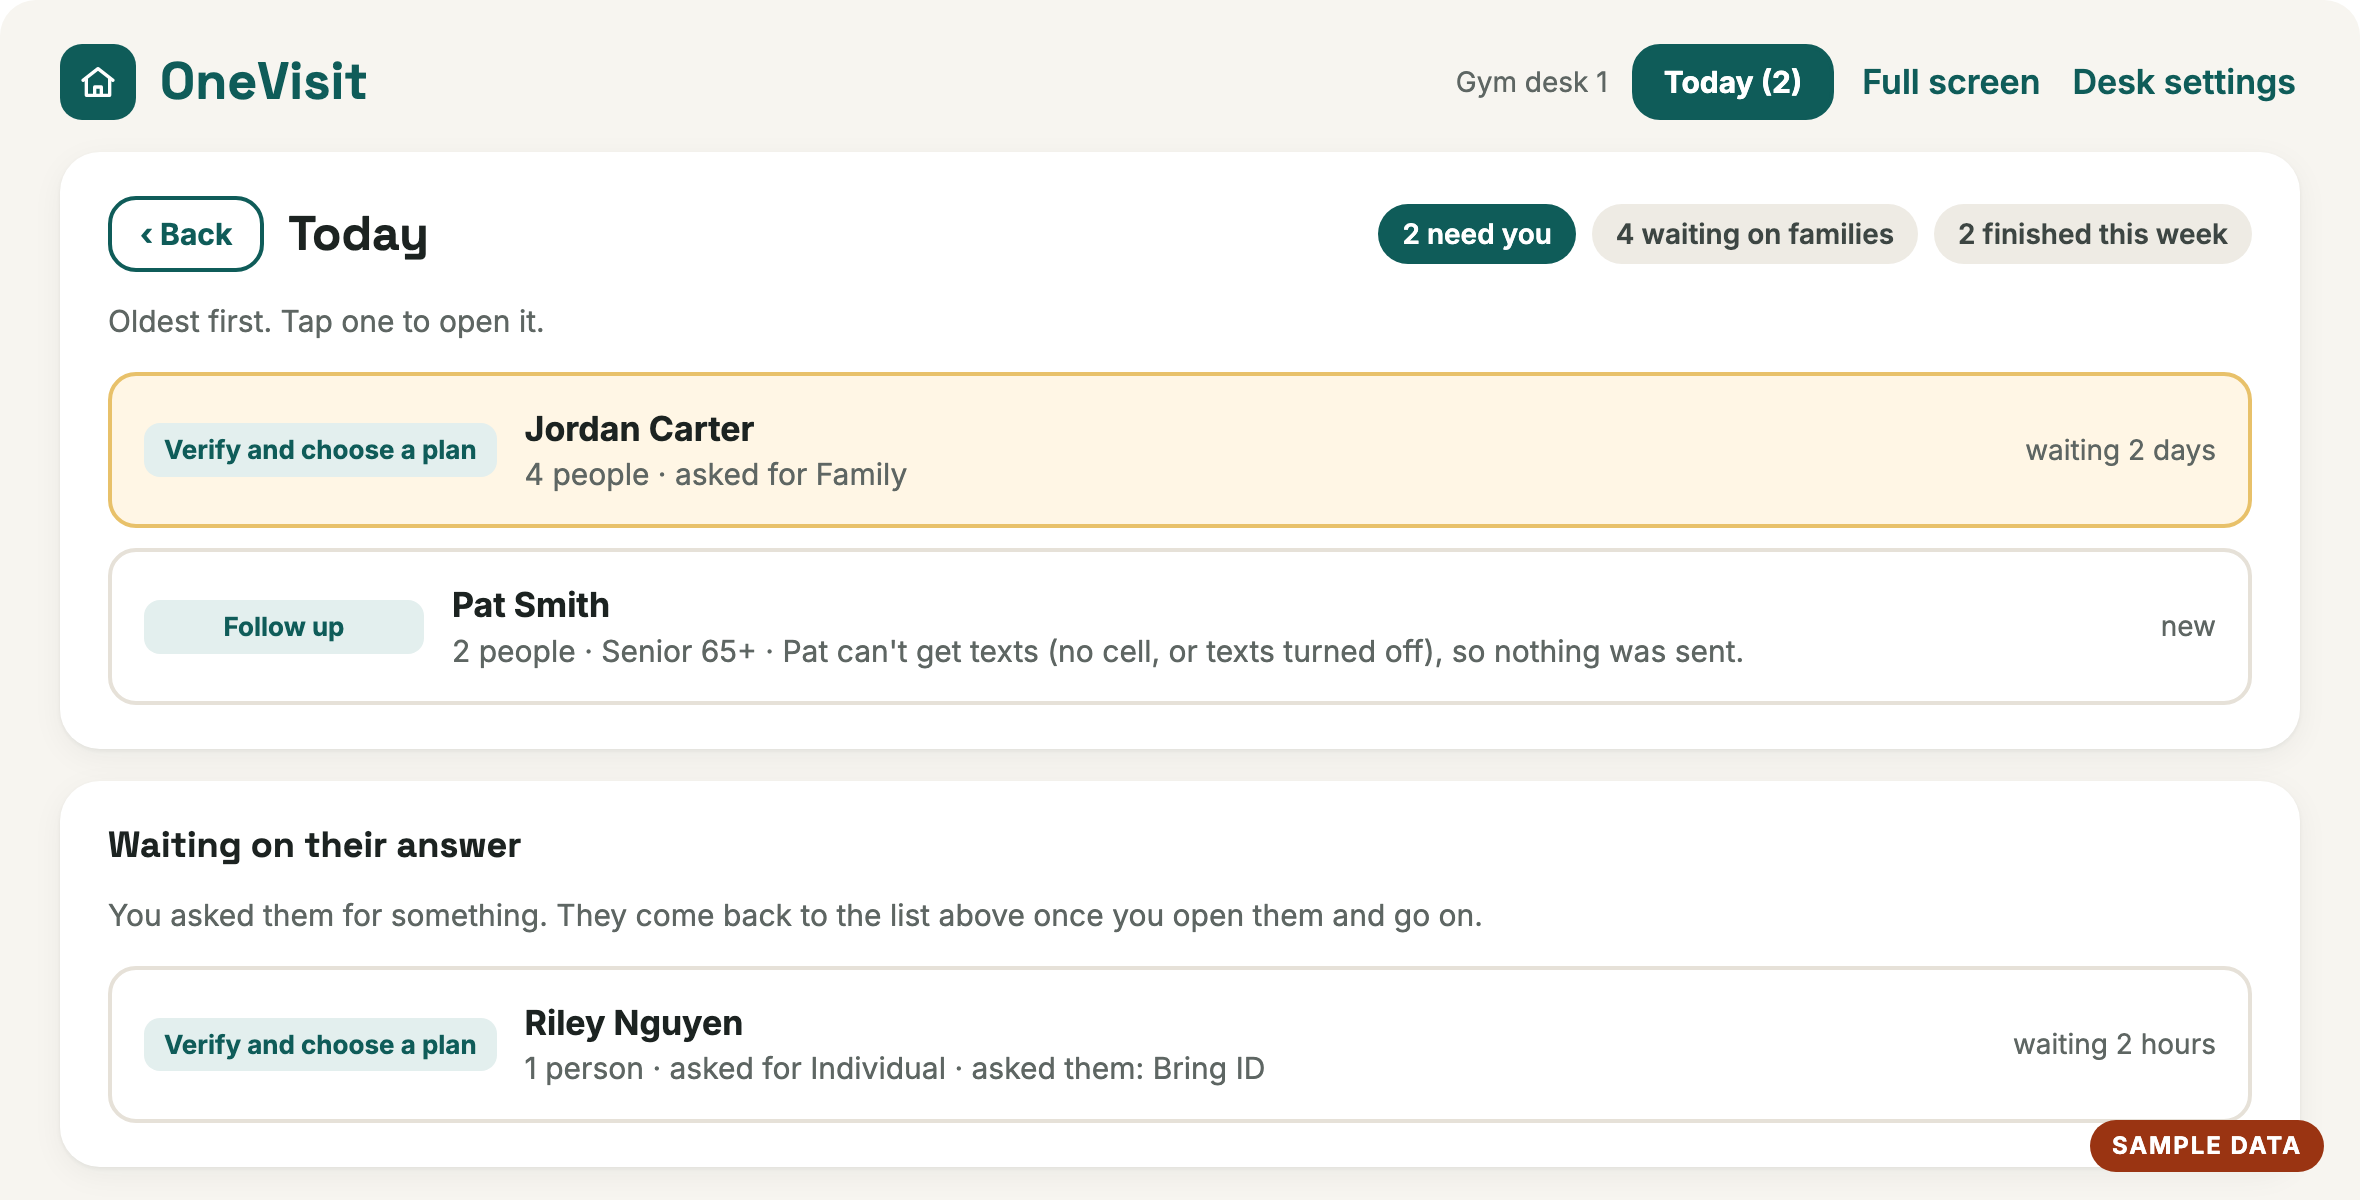 OneVisit
Gym desk 1
Today (2)
Full screen
Desk settings
‹ Back
Today
2 need you
4 waiting on families
2 finished this week
Oldest first. Tap one to open it.
Verify and choose a plan
Jordan Carter
4 people · asked for Family
waiting 2 days
Follow up
Pat Smith
2 people · Senior 65+ · Pat can't get texts (no cell, or texts turned off), so nothing was sent.
new
Waiting on their answer
You asked them for something. They come back to the list above once you open them and go on.
Verify and choose a plan
Riley Nguyen
1 person · asked for Individual · asked them: Bring ID
waiting 2 hours
SAMPLE DATA